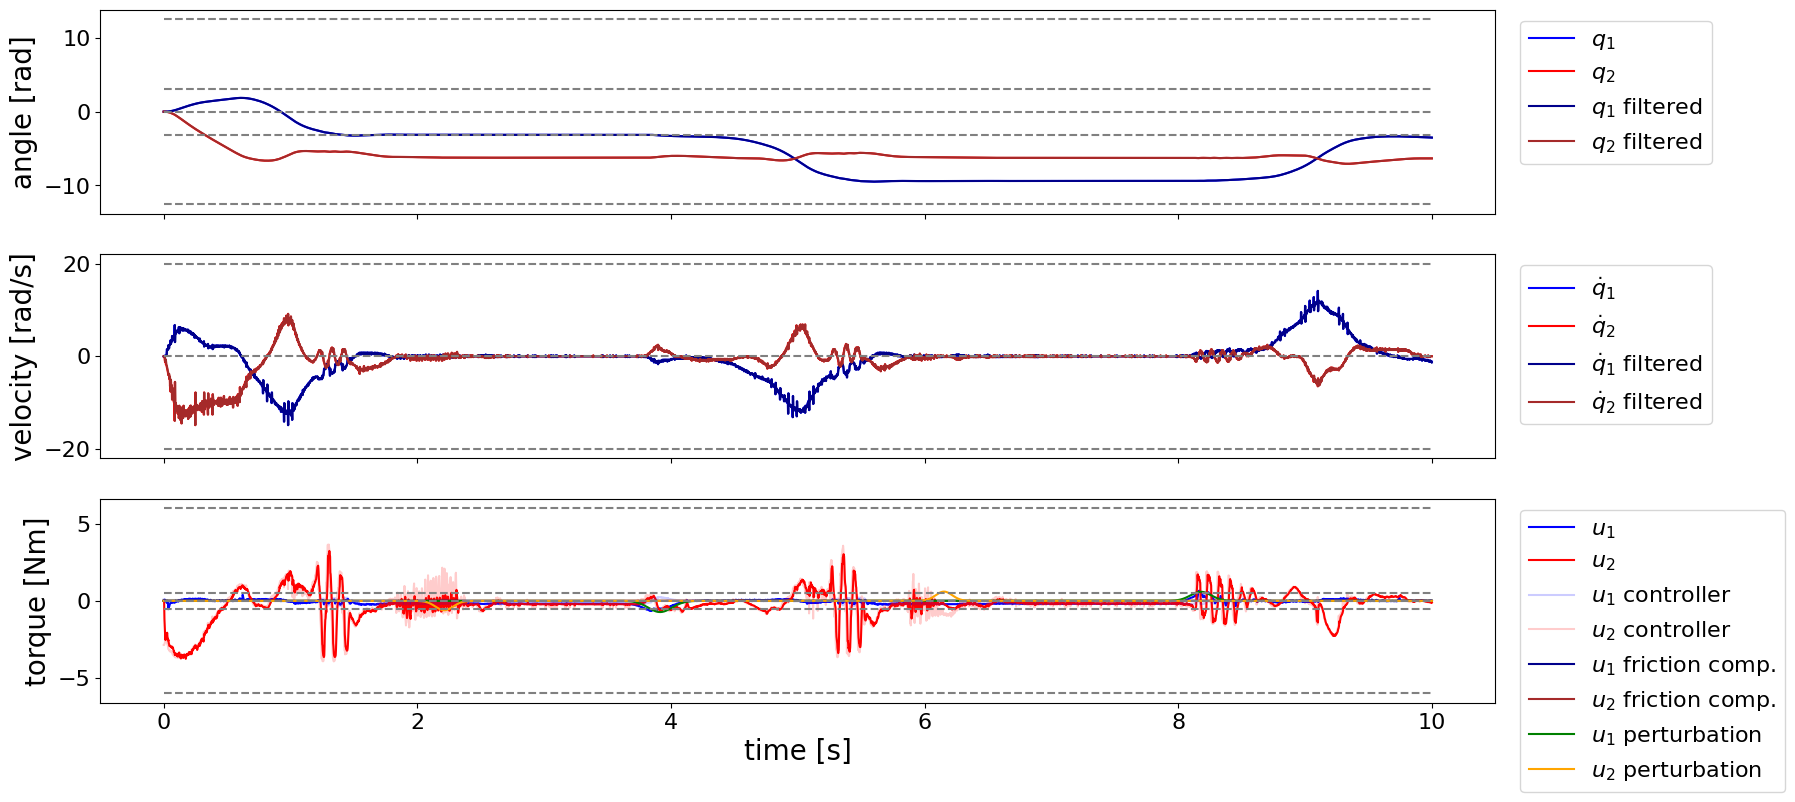 angle [rad]
10
0
−10
q₁
q₂
q₁ filtered
q₂ filtered
velocity [rad/s]
20
0
−20
q̇₁
q̇₂
q̇₁ filtered
q̇₂ filtered
torque [Nm]
5
0
−5
u₁
u₂
u₁ controller
u₂ controller
u₁ friction comp.
u₂ friction comp.
u₁ perturbation
u₂ perturbation
0 2 4 6 8 10
time [s]